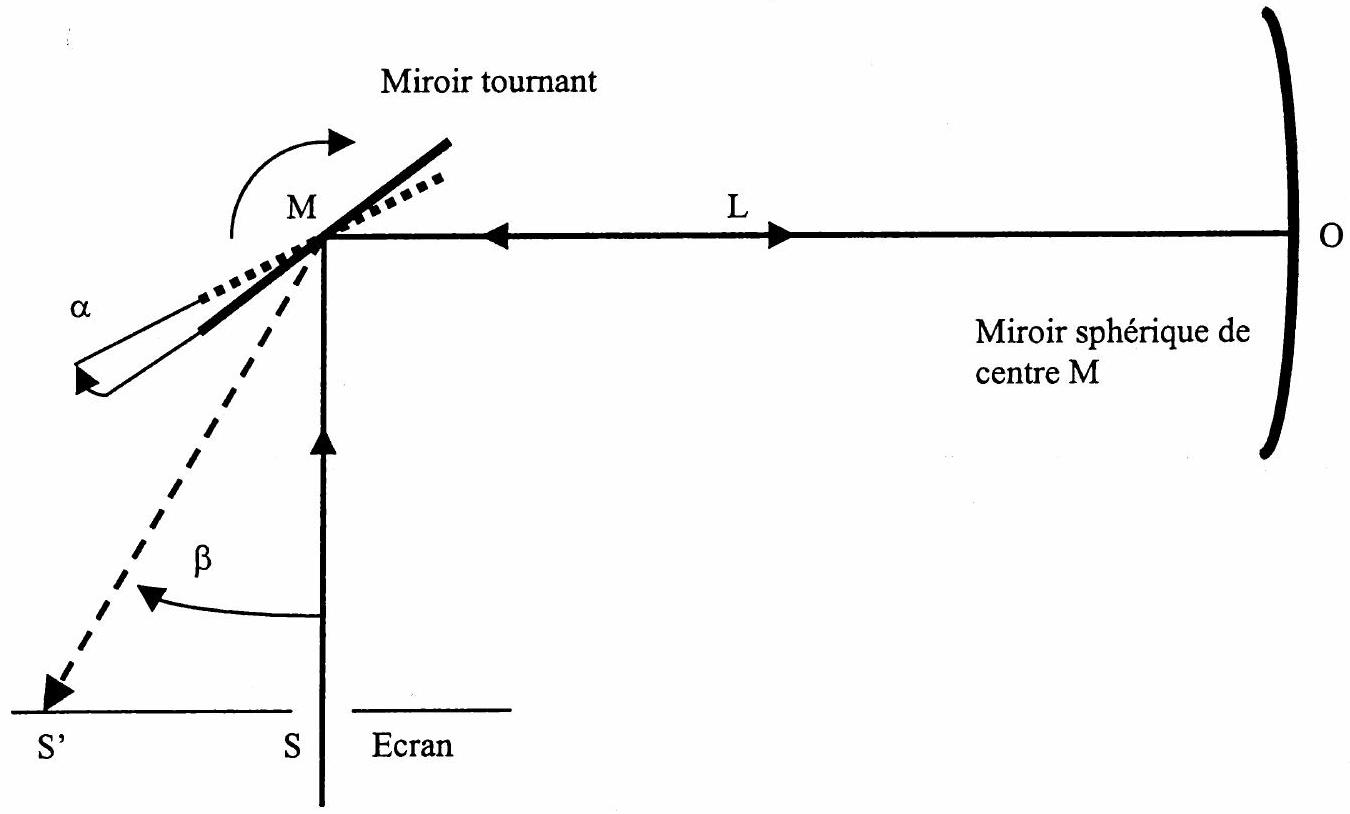 Miroir tournant
M
L
O
α
Miroir sphérique de
centre M
β
S'
S
Ecran